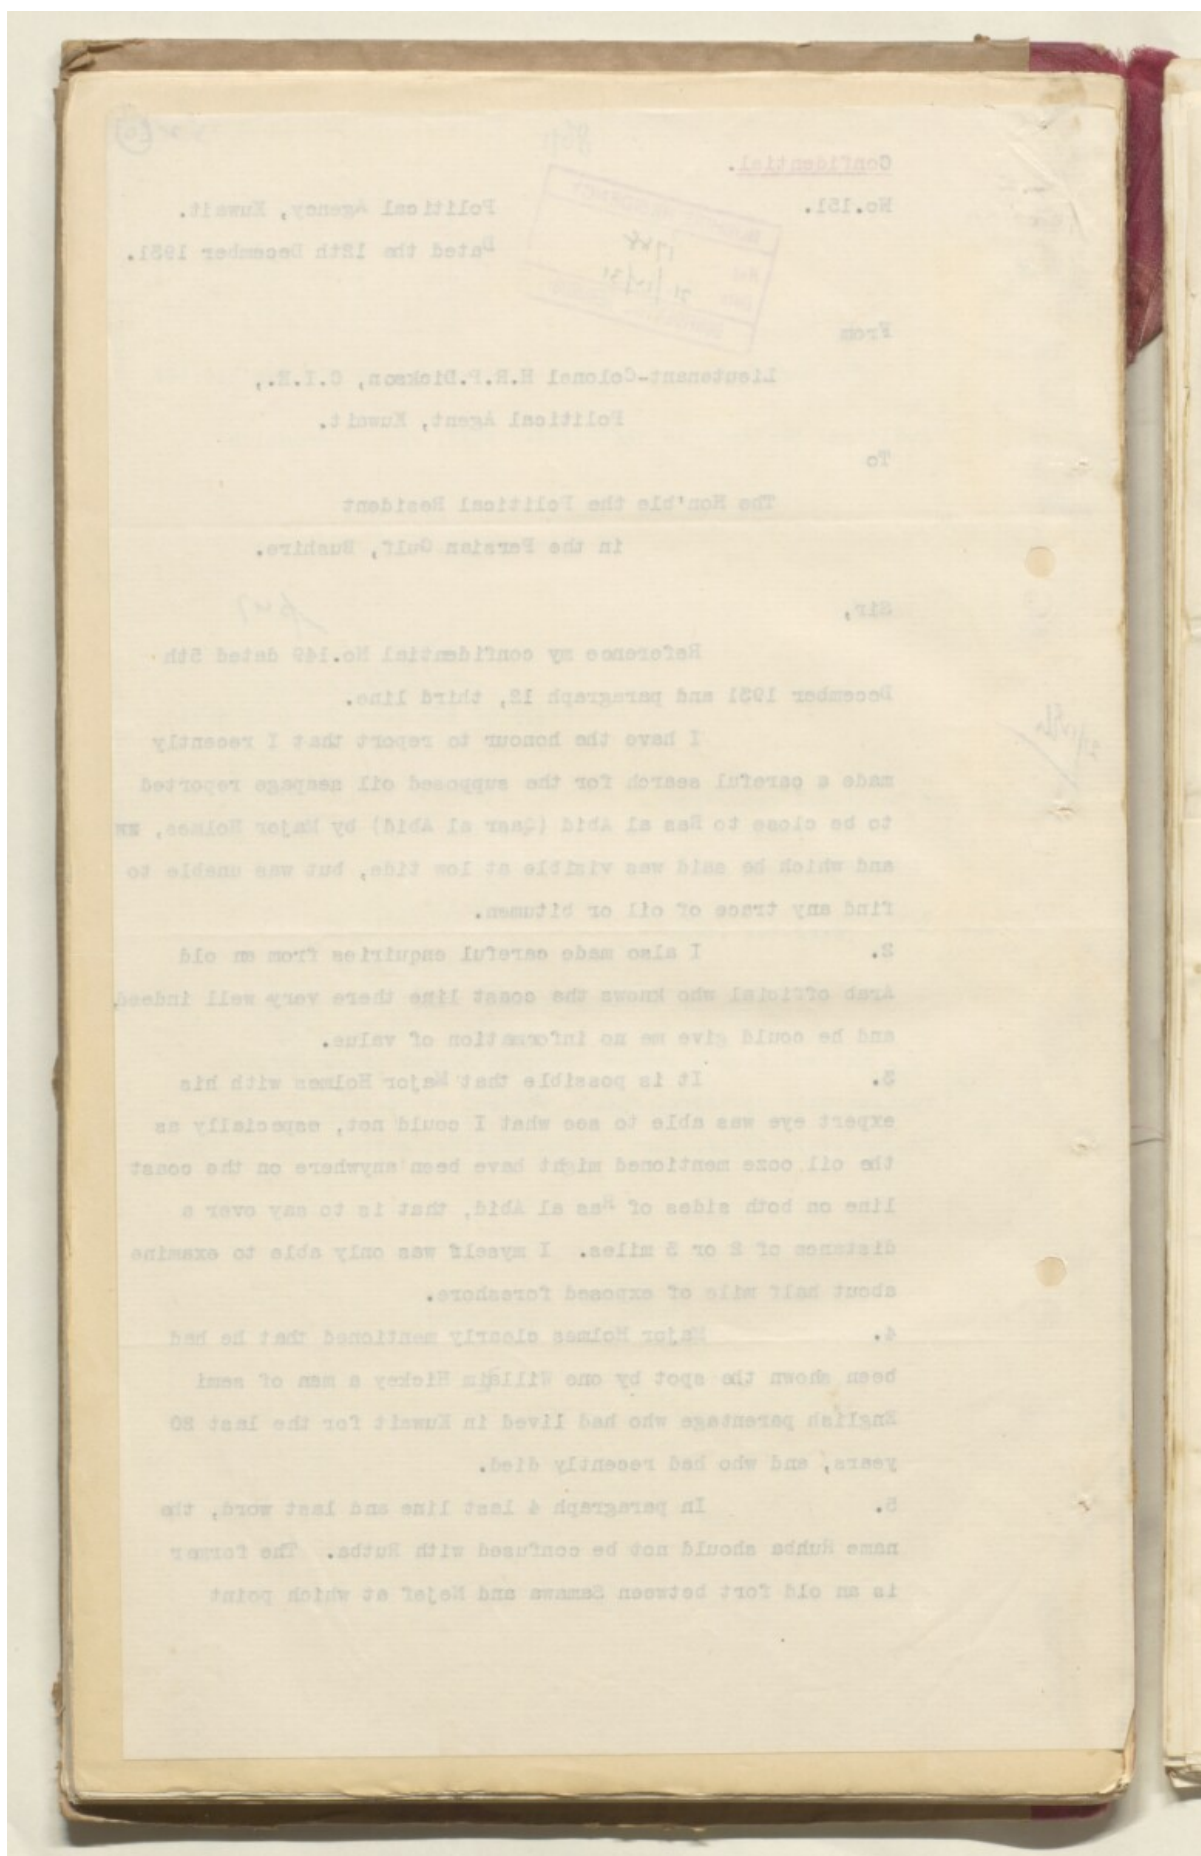 Confidential.
No.151.
Political Agency, Kuwait.
Dated the 12th December 1931.
From
Lieutenant-Colonel H.R.P.Dickson, C.I.E.,
Political Agent, Kuwait.
To
The Hon'ble the Political Resident
in the Persian Gulf, Bushire.
Sir,
Reference my confidential No.149 dated 5th
December 1931 and paragraph 12, third line.
I have the honour to report that I recently
made a careful search for the supposed oil seepage reported
to be close to Ras al Abid (Qasr al Abid) by Major Holmes,
and which he said was visible at low tide, but was unable to
find any trace of oil or bitumen.
2. I also made careful enquiries from an old
Arab official who knows the coast line there very well indeed,
and he could give me no information of value.
3. It is possible that Major Holmes with his
expert eye was able to see what I could not, especially as
the oil ooze mentioned might have been anywhere on the coast
line on both sides of Ras al Abid, that is to say over a
distance of 2 or 3 miles. I myself was only able to examine
about half mile of exposed foreshore.
4. Major Holmes clearly mentioned that he had
been shown the spot by one Hickey a man of semi
English parentage who had lived in Kuwait for the last 20
years, and who had recently died.
5. In paragraph 4 last line and last word, the
name Ruhba should not be confused with Rutba. The former
is an old fort between Samawa and Nejef at which point